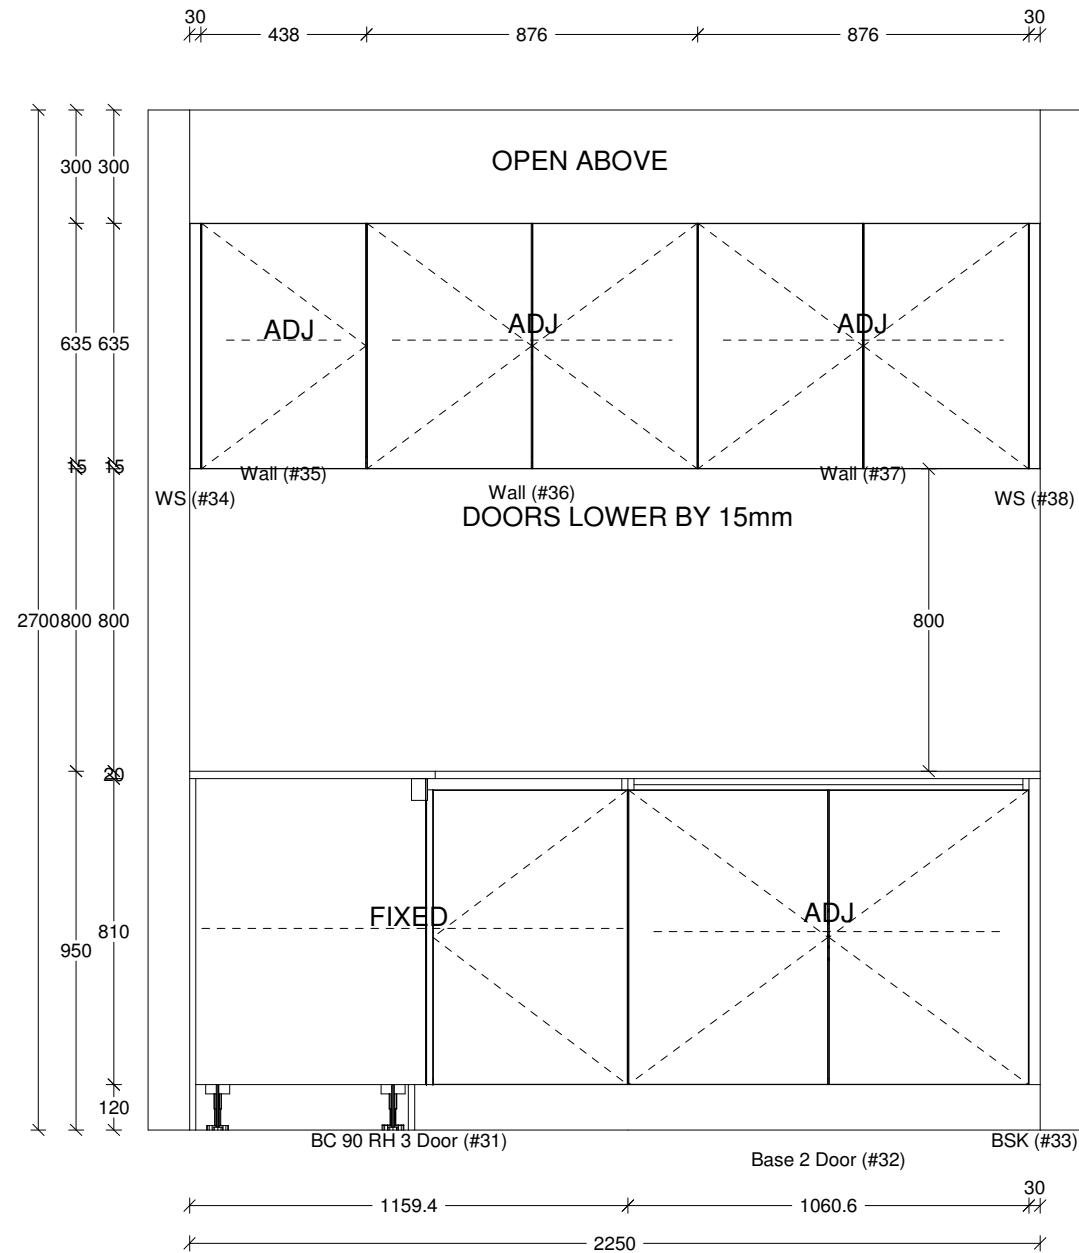 30 30
438 876 876
300 300
OPEN ABOVE
635 635
ADJ ADJ ADJ
15 15
Wall (#35) Wall (#37)
WS (#34) Wall (#36) WS (#38)
DOORS LOWER BY 15mm
2700 800 800 800
20
FIXED ADJ
950 810
120
BC 90 RH 3 Door (#31) BSK (#33)
Base 2 Door (#32)
30
1159.4 1060.6
2250